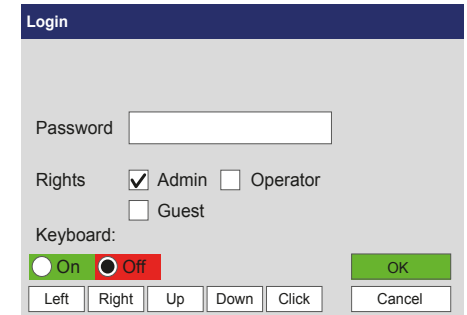 Login
Password
Rights Admin Operator
Guest
Keyboard:
On Off OK
Left Right Up Down Click Cancel